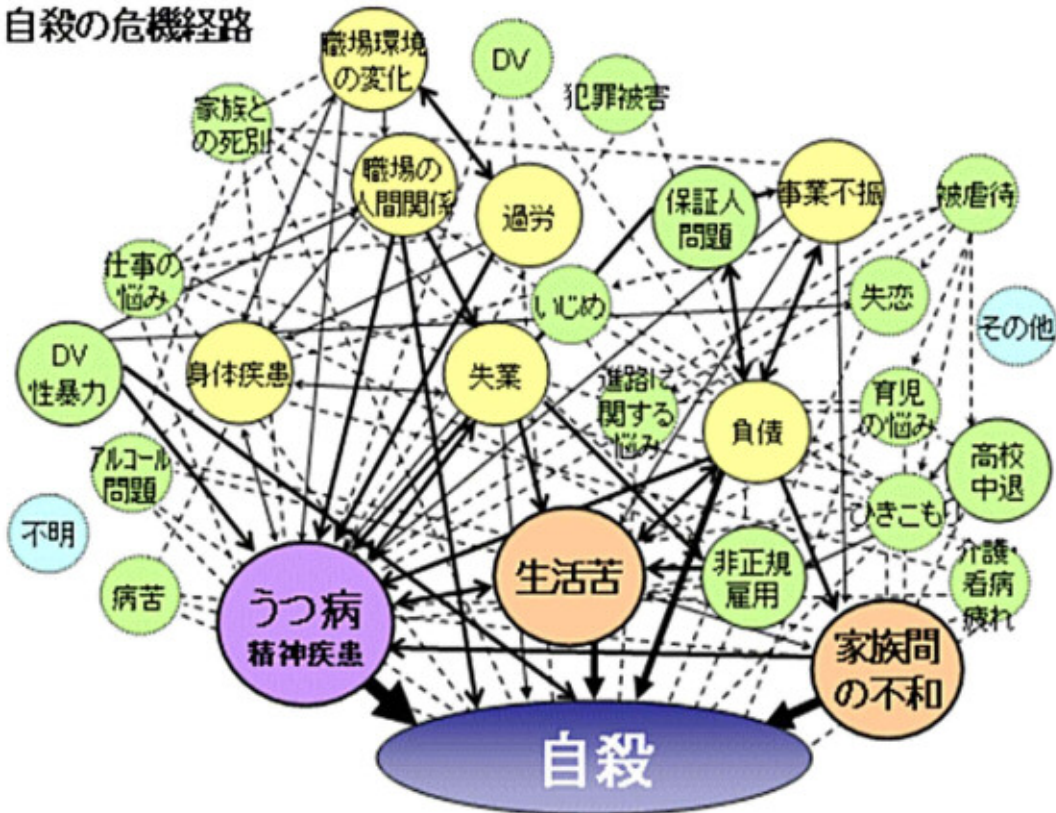 自殺の危機経路
職場環境
の変化
DV
犯罪被害
家族と
の死別
職場の
人間関係
過労
保証人
問題
事業不振
被虐待
仕事の
悩み
いじめ
失恋
その他
DV
性暴力
身体疾患
失業
進路に
関する
悩み
負債
育児
の悩み
高校
中退
アルコール
問題
ひきこもり
不明
病苦
うつ病
精神疾患
生活苦
非正規
雇用
介護・
看病
疲れ
家族間
の不和
自殺